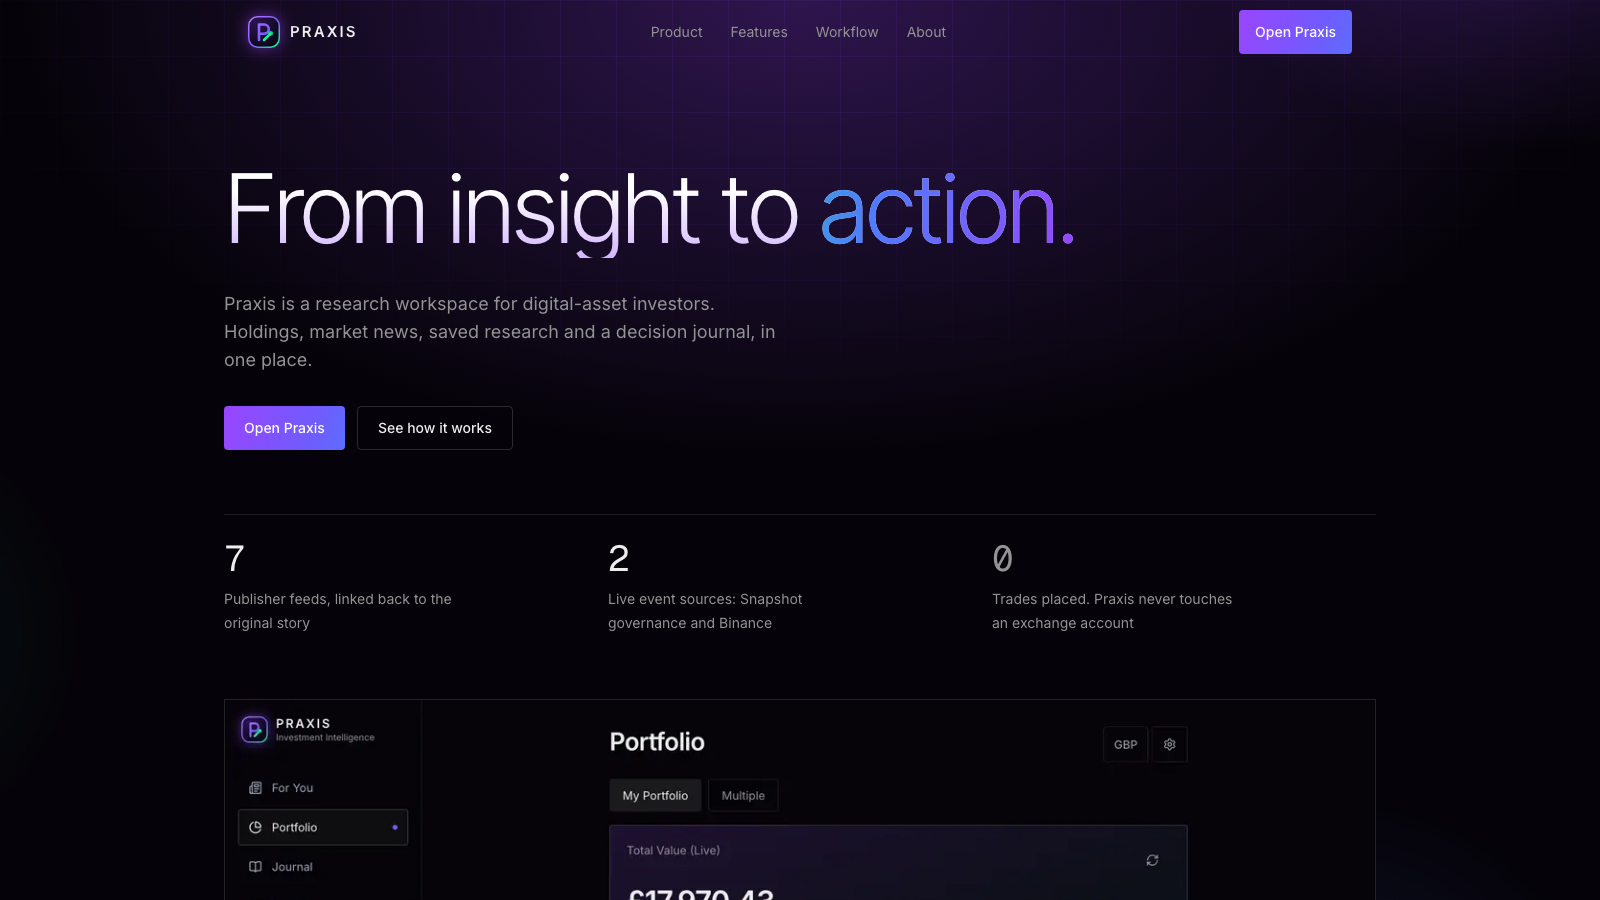 PRAXIS
Product Features Workflow About
Open Praxis
From insight to action.
Praxis is a research workspace for digital-asset investors.
Holdings, market news, saved research and a decision journal, in
one place.
Open Praxis
See how it works
7
Publisher feeds, linked back to the
original story
2
Live event sources: Snapshot
governance and Binance
0
Trades placed. Praxis never touches
an exchange account
PRAXIS
Investment Intelligence
For You
Portfolio
Journal
Portfolio
GBP
My Portfolio
Multiple
Total Value (Live)
£17,970.43